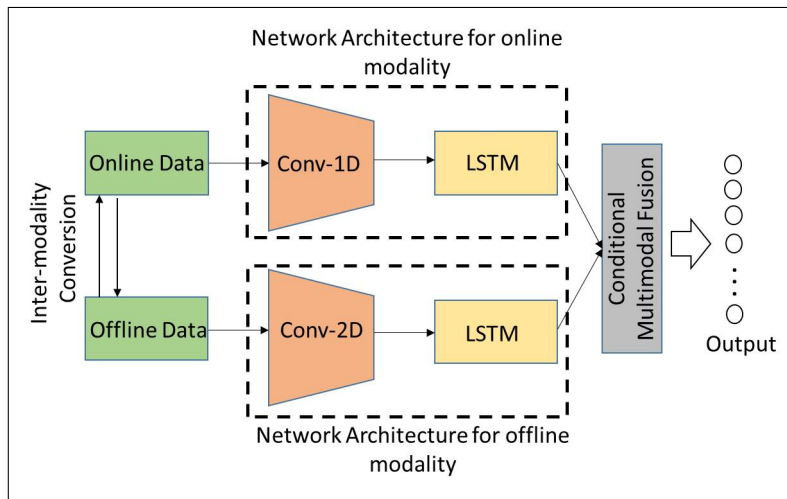 Network Architecture for online
modality
Online Data
Conv-1D
LSTM
Inter-modality
Conversion
Conditional
Multimodal Fusion
Offline Data
Conv-2D
LSTM
Output
Network Architecture for offline
modality